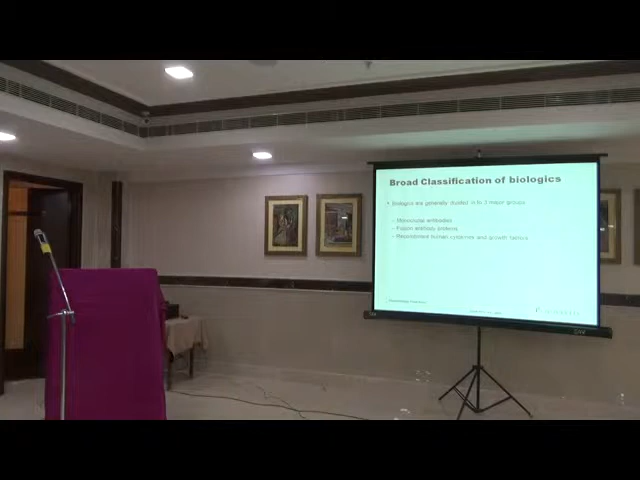 Broad Classification of biologics
• Biologics are generally divided in to 3 major groups
– Monoclonal antibodies
– Fusion antibody proteins
– Recombinant human cytokines and growth factors